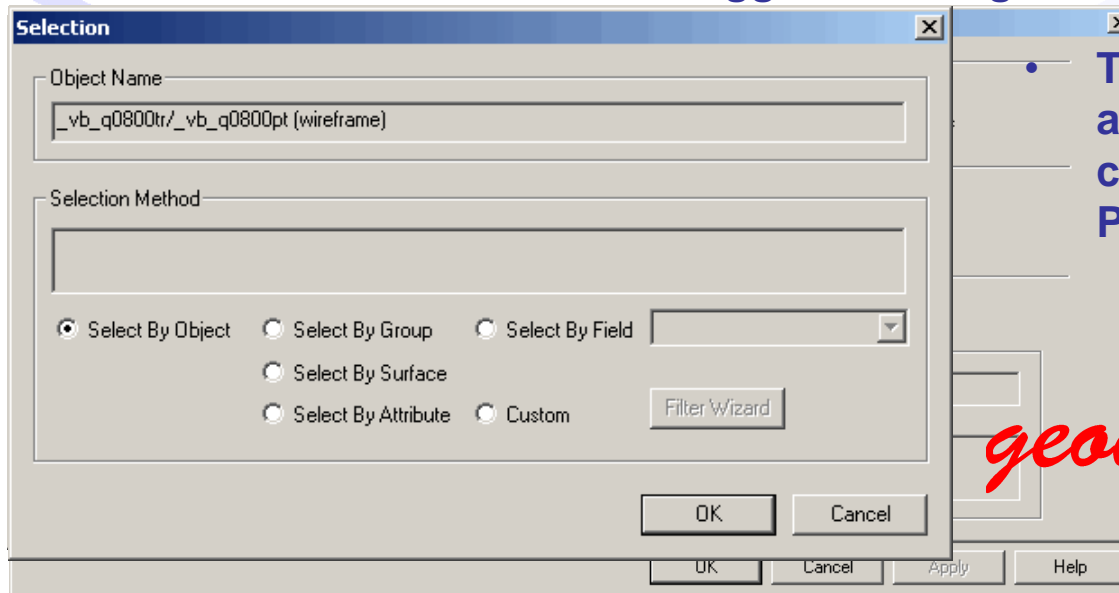 Selection
Object Name
_vb_q0800tr/_vb_q0800pt (wireframe)
Selection Method
Select By Object Select By Group Select By Field
Select By Surface
Select By Attribute Custom Filter Wizard
OK Cancel
OK Cancel Apply Help